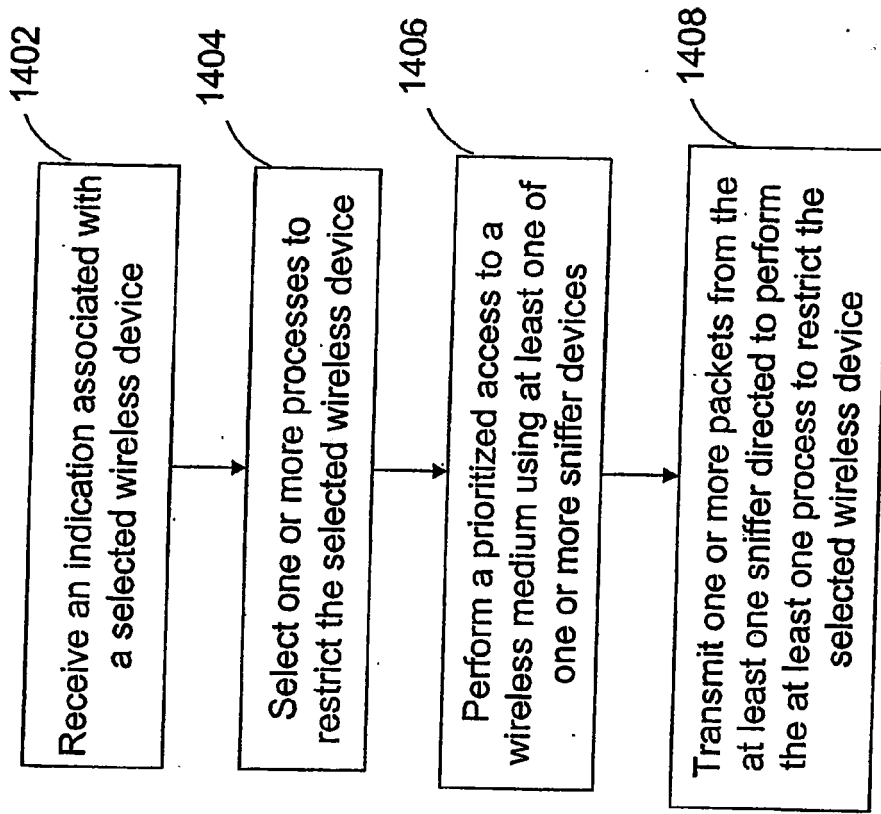 1402
Receive an indication associated with
a selected wireless device
1404
Select one or more processes to
restrict the selected wireless device
1406
Perform a prioritized access to a
wireless medium using at least one of
one or more sniffer devices
1408
Transmit one or more packets from the
at least one sniffer directed to perform
the at least one process to restrict the
selected wireless device